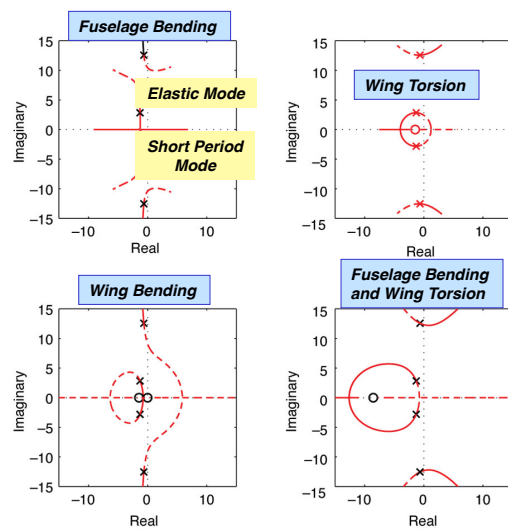 Fuselage Bending
15
10
5
0
−5
−10
−15
Imaginary
Elastic Mode
Short Period
Mode
−10
0
10
Real
15
10
5
0
−5
−10
−15
Imaginary
Wing Torsion
−10
0
10
Real
Wing Bending
15
10
5
0
−5
−10
−15
Imaginary
−10
0
10
Real
Fuselage Bending
and Wing Torsion
15
10
5
0
−5
−10
−15
Imaginary
−10
0
10
Real